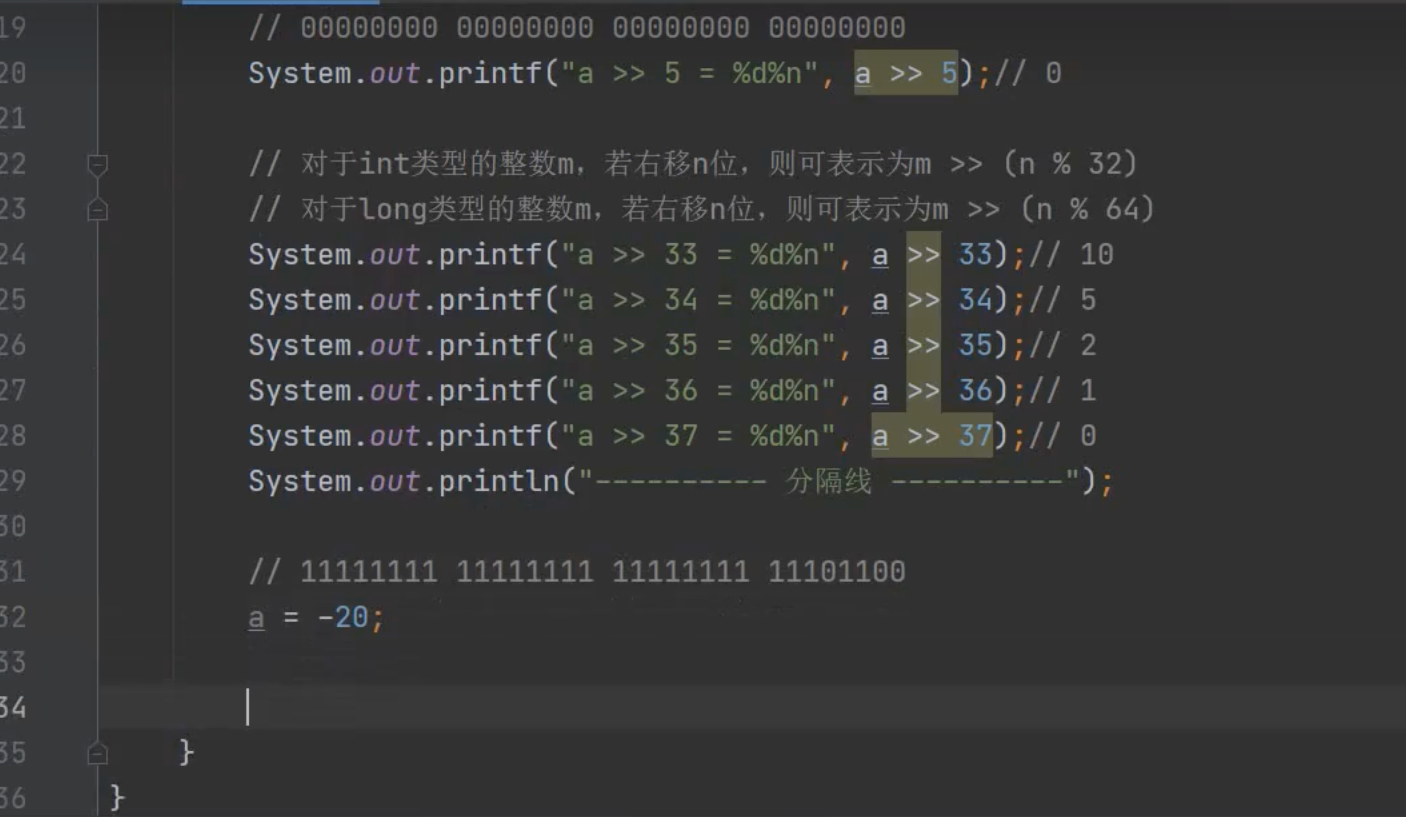 19 // 00000000 00000000 00000000 00000000
20 System.out.printf("a >> 5 = %d%n", a >> 5);// 0
21
22 // 对于int类型的整数m，若右移n位，则可表示为m >> (n % 32)
23 // 对于long类型的整数m，若右移n位，则可表示为m >> (n % 64)
24 System.out.printf("a >> 33 = %d%n", a >> 33);// 10
25 System.out.printf("a >> 34 = %d%n", a >> 34);// 5
26 System.out.printf("a >> 35 = %d%n", a >> 35);// 2
27 System.out.printf("a >> 36 = %d%n", a >> 36);// 1
28 System.out.printf("a >> 37 = %d%n", a >> 37);// 0
29 System.out.println("---------- 分隔线 ----------");
30
31 // 11111111 11111111 11111111 11101100
32 a = -20;
33
34
35 }
36 }